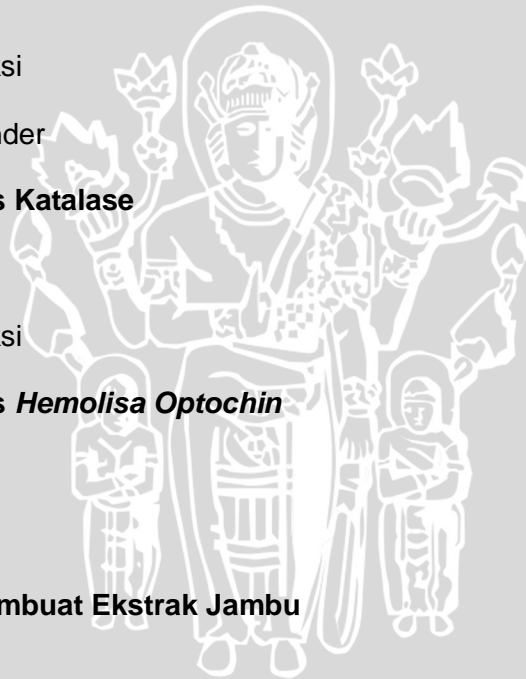 si
nder
s Katalase
si
s Hemolisa Optochin
mbuat Ekstrak Jambu